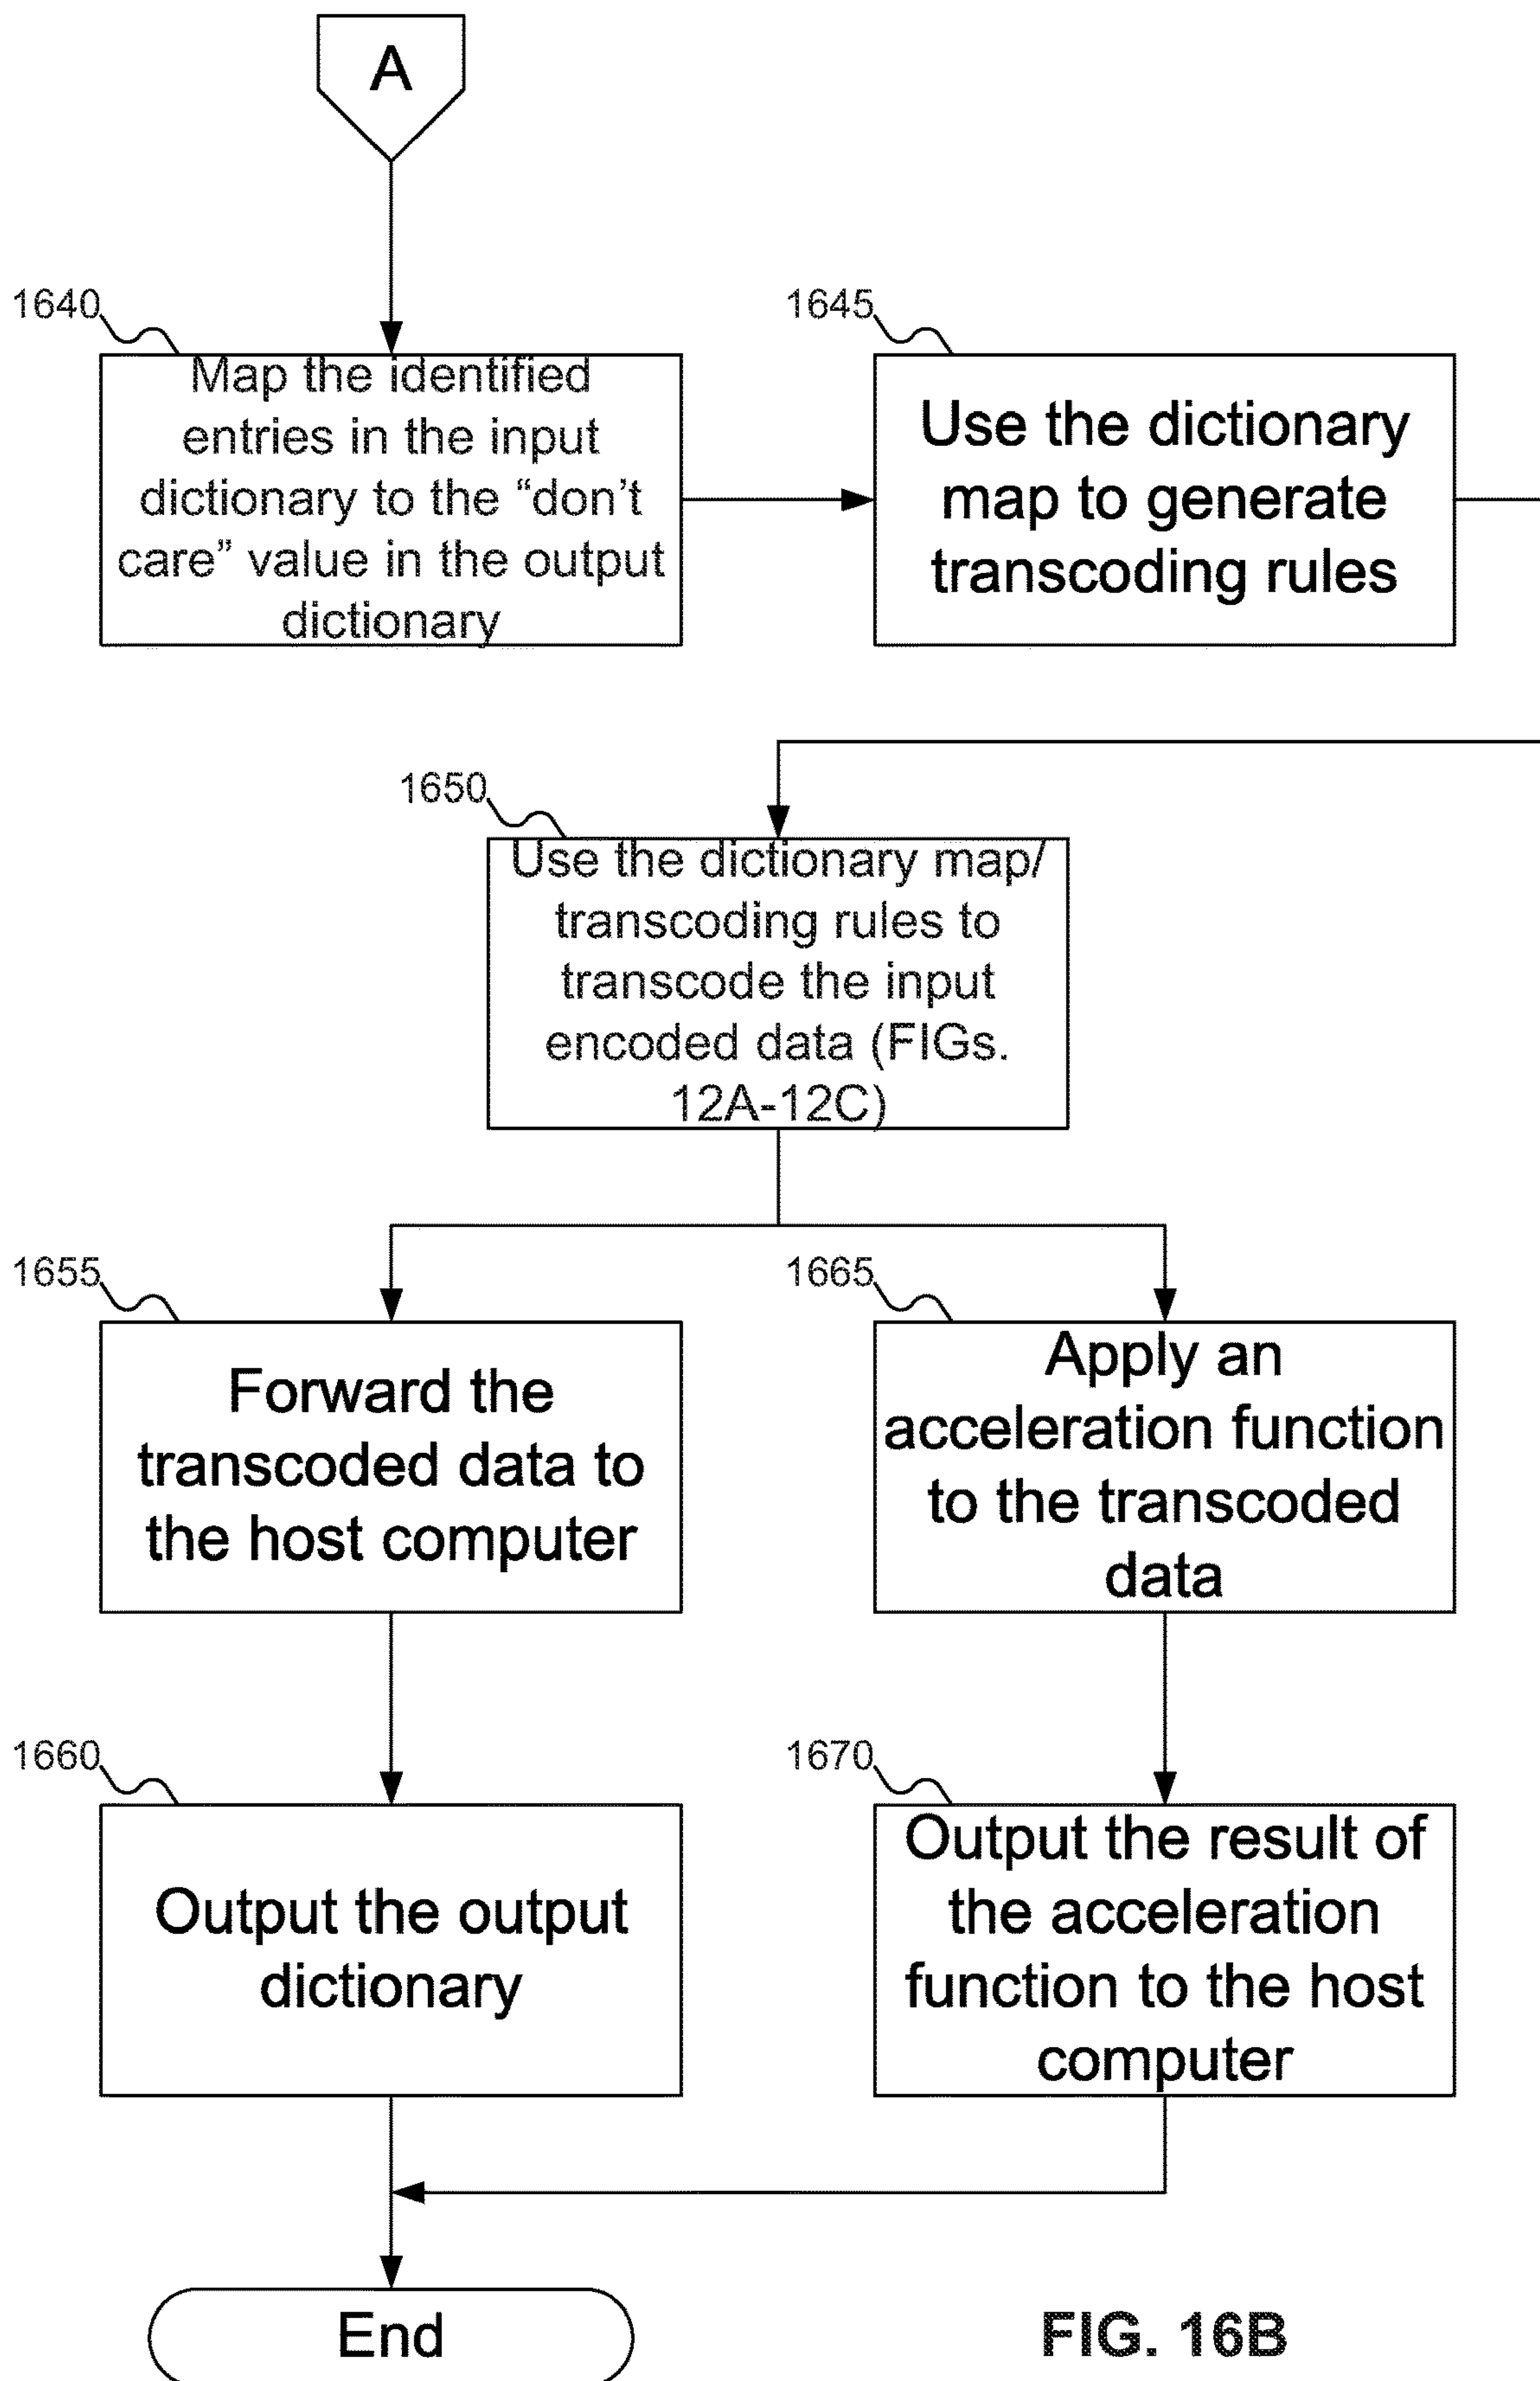 A
1640
Map the identified
entries in the input
dictionary to the “don’t
care” value in the output
dictionary
1645
Use the dictionary
map to generate
transcoding rules
1650
Use the dictionary map/
transcoding rules to
transcode the input
encoded data (FIGs.
12A-12C)
1655
Forward the
transcoded data to
the host computer
1665
Apply an
acceleration function
to the transcoded
data
1660
Output the output
dictionary
1670
Output the result of
the acceleration
function to the host
computer
End
FIG. 16B